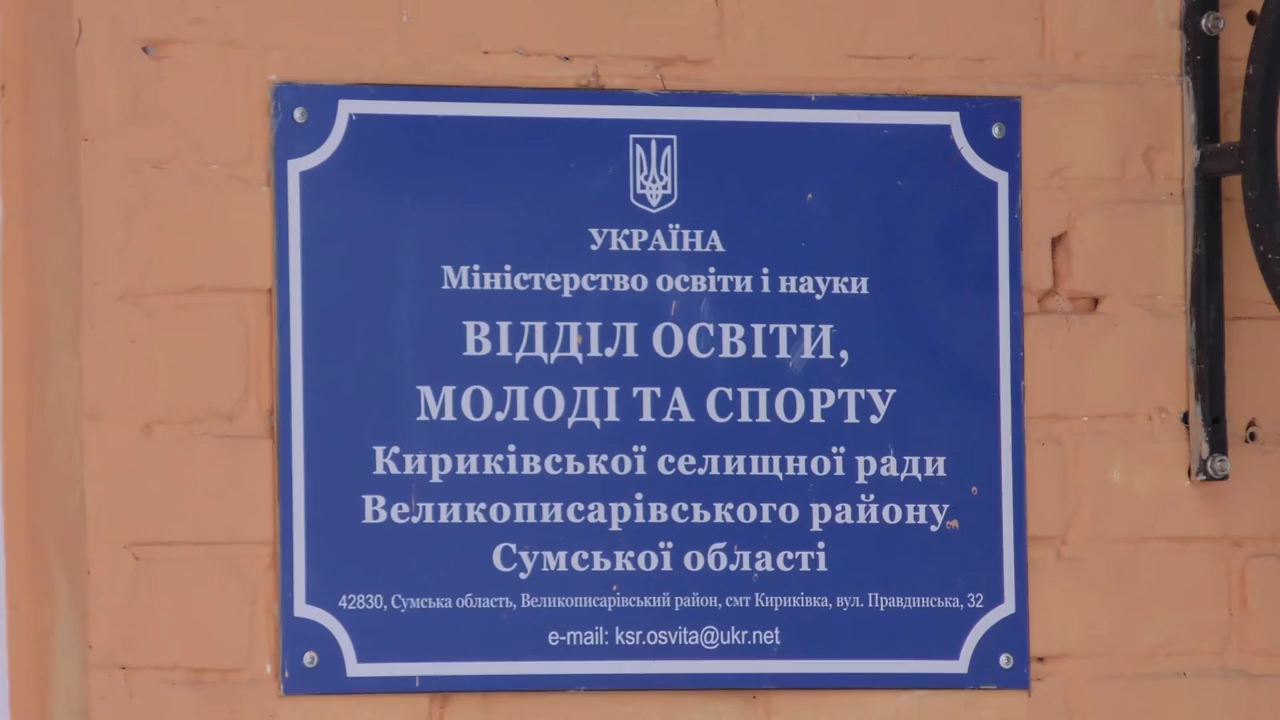 УКРАЇНА
Міністерство освіти і науки
ВІДДІЛ ОСВІТИ,
МОЛОДІ ТА СПОРТУ
Кириківської селищної ради
Великописарівського району
Сумської області
42830, Сумська область, Великописарівський район, смт Кириківка, вул. Правдинська, 32
e-mail: ksr.osvita@ukr.net